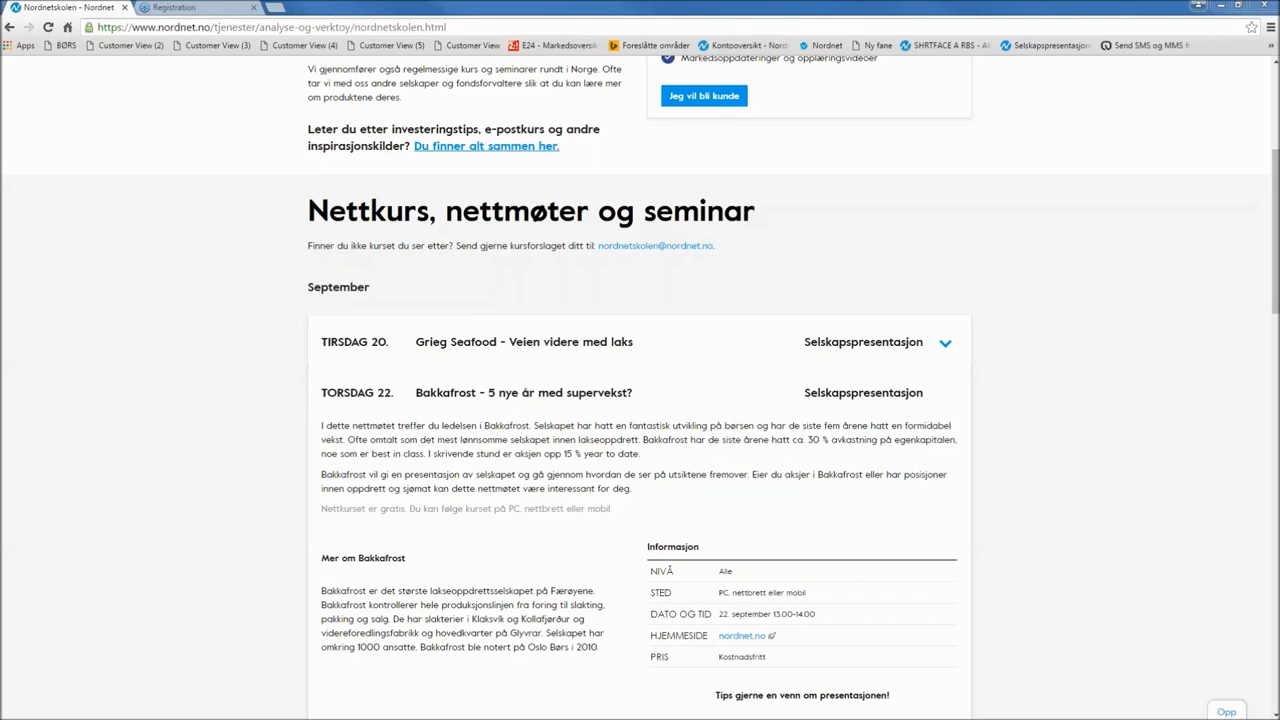 Nordnetskolen - Nordnet
Registration
https://www.nordnet.no/tjenester/analyse-og-verktoy/nordnetskolen.html
Apps
BØRS
Customer View (2)
Customer View (3)
Customer View (4)
Customer View (5)
Customer View
E24 - Markedsoversik
Foreslåtte områder
Kontooversikt - Nord
Nordnet
Ny fane
SHRTFACE A RBS - Ak
Selskapspresentasjon
Send SMS og MMS f
Vi gjennomfører også regelmessige kurs og seminarer rundt i Norge. Ofte
tar vi med oss andre selskaper og fondsforvaltere slik at du kan lære mer
om produktene deres.
Markedsoppdateringer og opplæringsvideoer
Jeg vil bli kunde
Leter du etter investeringstips, e-postkurs og andre
inspirasjonskilder? Du finner alt sammen her.
Nettkurs, nettmøter og seminar
Finner du ikke kurset du ser etter? Send gjerne kursforslaget ditt til: nordnetskolen@nordnet.no.
September
TIRSDAG 20. Grieg Seafood - Veien videre med laks Selskapspresentasjon
TORSDAG 22. Bakkafrost - 5 nye år med supervekst? Selskapspresentasjon
I dette nettmøtet treffer du ledelsen i Bakkafrost. Selskapet har hatt en fantastisk utvikling på børsen og har de siste fem årene hatt en formidabel
vekst. Ofte omtalt som det mest lønnsomme selskapet innen lakseoppdrett. Bakkafrost har de siste årene hatt ca. 30 % avkastning på egenkapitalen,
noe som er best in class. I skrivende stund er aksjen opp 15 % year to date.
Bakkafrost vil gi en presentasjon av selskapet og gå gjennom hvordan de ser på utsiktene fremover. Eier du aksjer i Bakkafrost eller har posisjoner
innen oppdrett og sjømat kan dette nettmøtet være interessant for deg.
Nettkurset er gratis. Du kan følge kurset på PC, nettbrett eller mobil.
Mer om Bakkafrost
Bakkafrost er det største lakseoppdrettsselskapet på Færøyene.
Bakkafrost kontrollerer hele produksjonslinjen fra foring til slakting,
pakking og salg. De har slakterier i Klaksvík og Kollafjørður og
videreforedlingsfabrikk og hovedkvarter på Glyvrar. Selskapet har
omkring 1000 ansatte. Bakkafrost ble notert på Oslo Børs i 2010.
Informasjon
NIVÅ Alle
STED PC, nettbrett eller mobil
DATO OG TID 22. september 13.00-14.00
HJEMMESIDE nordnet.no
PRIS Kostnadsfritt
Tips gjerne en venn om presentasjonen!
Opp